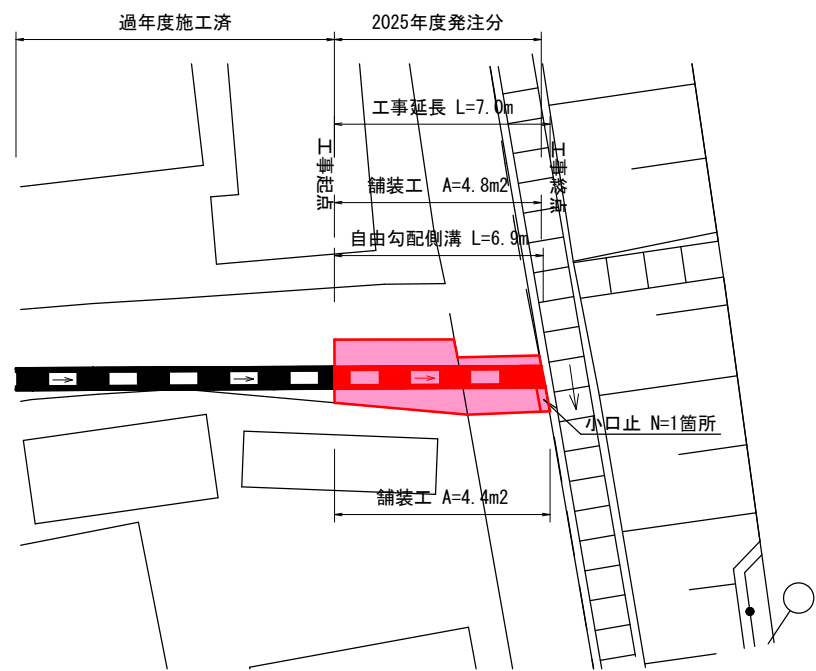 過年度施工済
2025年度発注分
工事延長 L=7.0m
工事起点
工事終点
舗装工 A=4.8m2
自由勾配側溝 L=6.9m
小口止 N=1箇所
舗装工 A=4.4m2